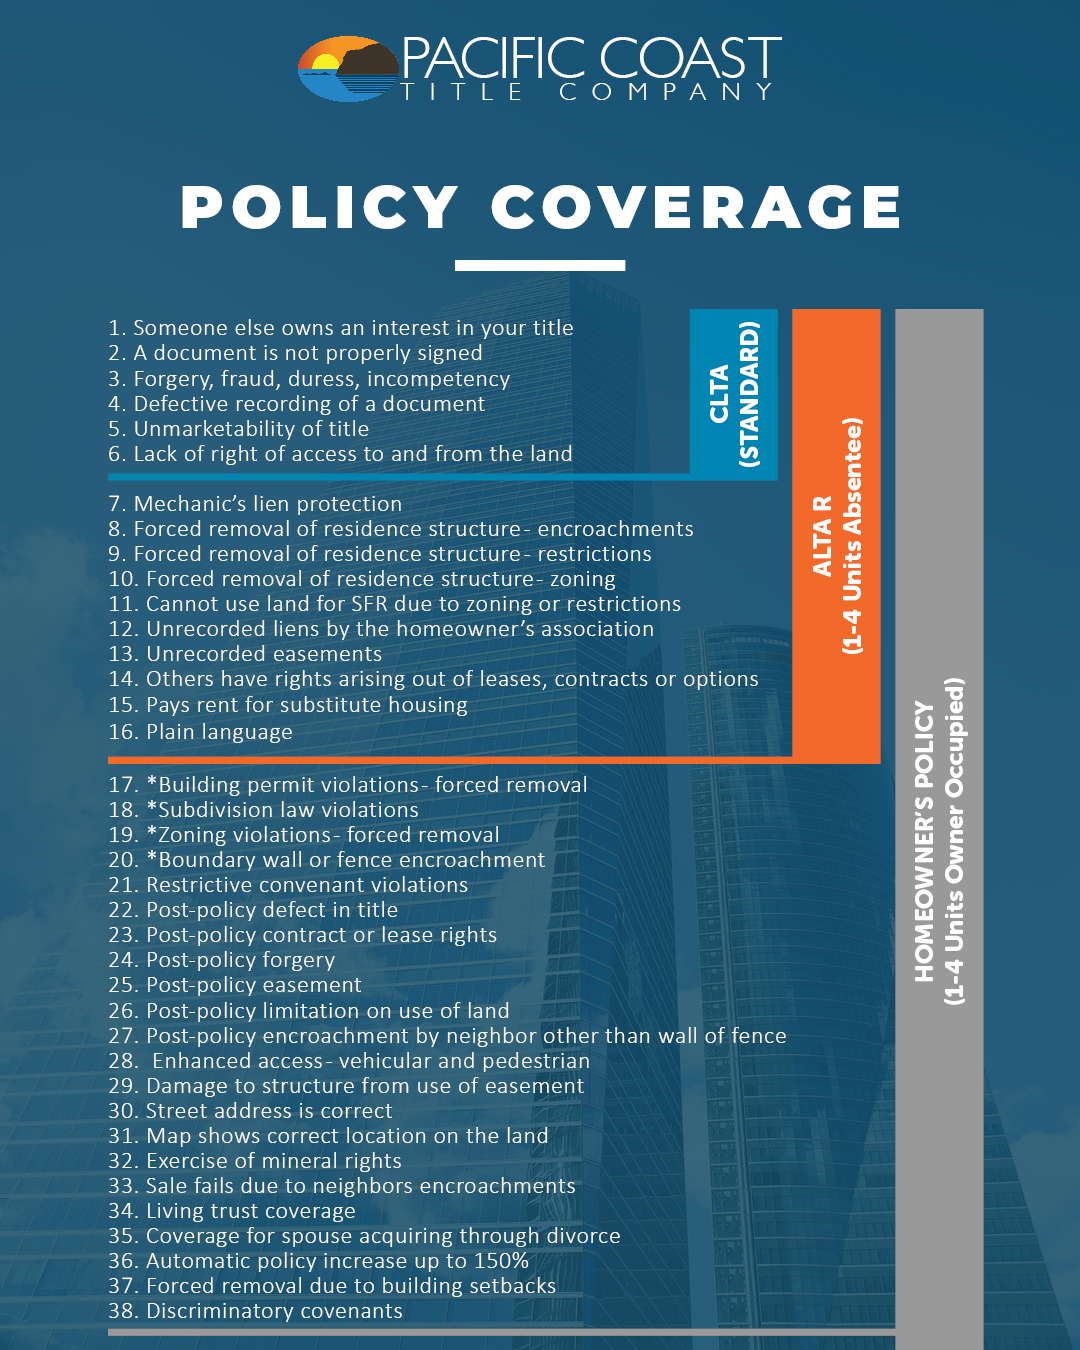 PACIFIC COAST
TITLE COMPANY
POLICY COVERAGE
1. Someone else owns an interest in your title
2. A document is not properly signed
3. Forgery, fraud, duress, incompetency
4. Defective recording of a document
5. Unmarketability of title
6. Lack of right of access to and from the land
CLTA
(STANDARD)
7. Mechanic’s lien protection
8. Forced removal of residence structure- encroachments
9. Forced removal of residence structure- restrictions
10. Forced removal of residence structure- zoning
11. Cannot use land for SFR due to zoning or restrictions
12. Unrecorded liens by the homeowner’s association
13. Unrecorded easements
14. Others have rights arising out of leases, contracts or options
15. Pays rent for substitute housing
16. Plain language
ALTA R
(1-4 Units Absentee)
17. *Building permit violations- forced removal
18. *Subdivision law violations
19. *Zoning violations- forced removal
20. *Boundary wall or fence encroachment
21. Restrictive convenant violations
22. Post-policy defect in title
23. Post-policy contract or lease rights
24. Post-policy forgery
25. Post-policy easement
26. Post-policy limitation on use of land
27. Post-policy encroachment by neighbor other than wall of fence
28. Enhanced access- vehicular and pedestrian
29. Damage to structure from use of easement
30. Street address is correct
31. Map shows correct location on the land
32. Exercise of mineral rights
33. Sale fails due to neighbors encroachments
34. Living trust coverage
35. Coverage for spouse acquiring through divorce
36. Automatic policy increase up to 150%
37. Forced removal due to building setbacks
38. Discriminatory covenants
HOMEOWNER’S POLICY
(1-4 Units Owner Occupied)